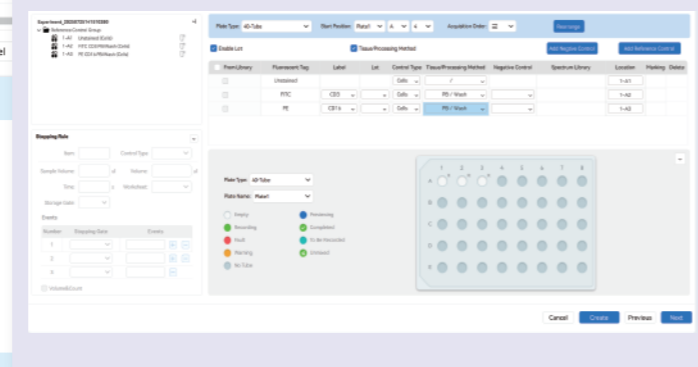 el
Experiment_20230725141510389
Reference Control Group
1-A1 Unstained (Cells)
1-A2 FITC CD3 PB/Wash (Cells)
1-A3 PE CD16 PB/Wash (Cells)
Plate Type: 40-Tube
Start Position: Plate1 A 4
Acquisition Order:
Rearrange
Enable Lot
Tissue/Processing Method
Add Negative Control
Add Reference Control
From Library Fluorescent Tag Label Lot Control Type Tissue/Processing Method Negative Control Spectrum Library Location Marking Delete
Unstained Cells / 1-A1
FITC CD3 Cells PB / Wash 1-A2
PE CD16 Cells PB / Wash 1-A3
Stopping Rule
Item Control Type
Sample Volume ul Volume ul
Time s Worksheet
Storage Gate
Events
Number Stopping Gate Events
1
2
3
Volume&Count
Plate Type: 40-Tube
Plate Name: Plate1
Empty
Recording
Fault
Warning
No Tube
Completed
To Be Recorded
Unmixed
1 2 3 4 5 6 7 8
A
B
C
D
E
Cancel
Create
Previous
Next